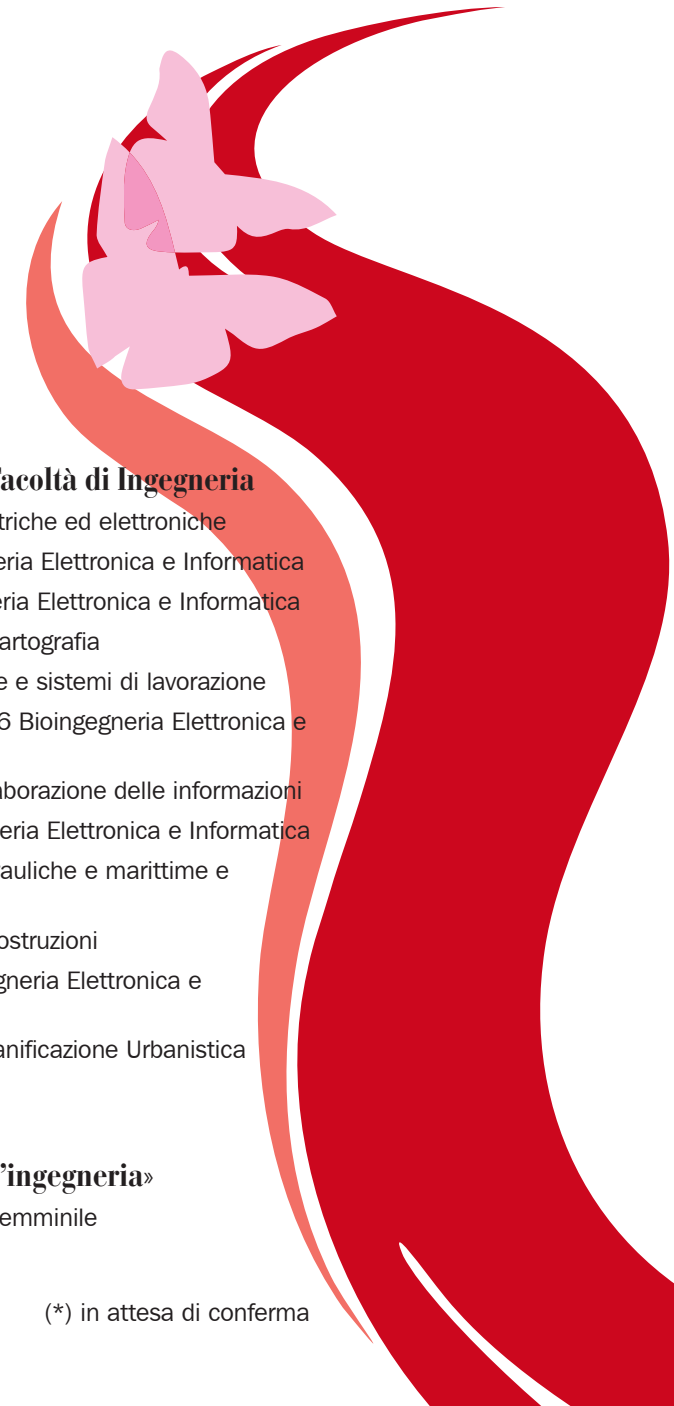 acoltà di Ingegneria
triche ed elettroniche
eria Elettronica e Informatica
eria Elettronica e Informatica
artografia
e e sistemi di lavorazione
6 Bioingegneria Elettronica e
aborazione delle informazioni
eria Elettronica e Informatica
rauliche e marittime e
ostruzioni
gneria Elettronica e
anificazione Urbanistica
l’ingegneria»
emminile
(*) in attesa di conferma